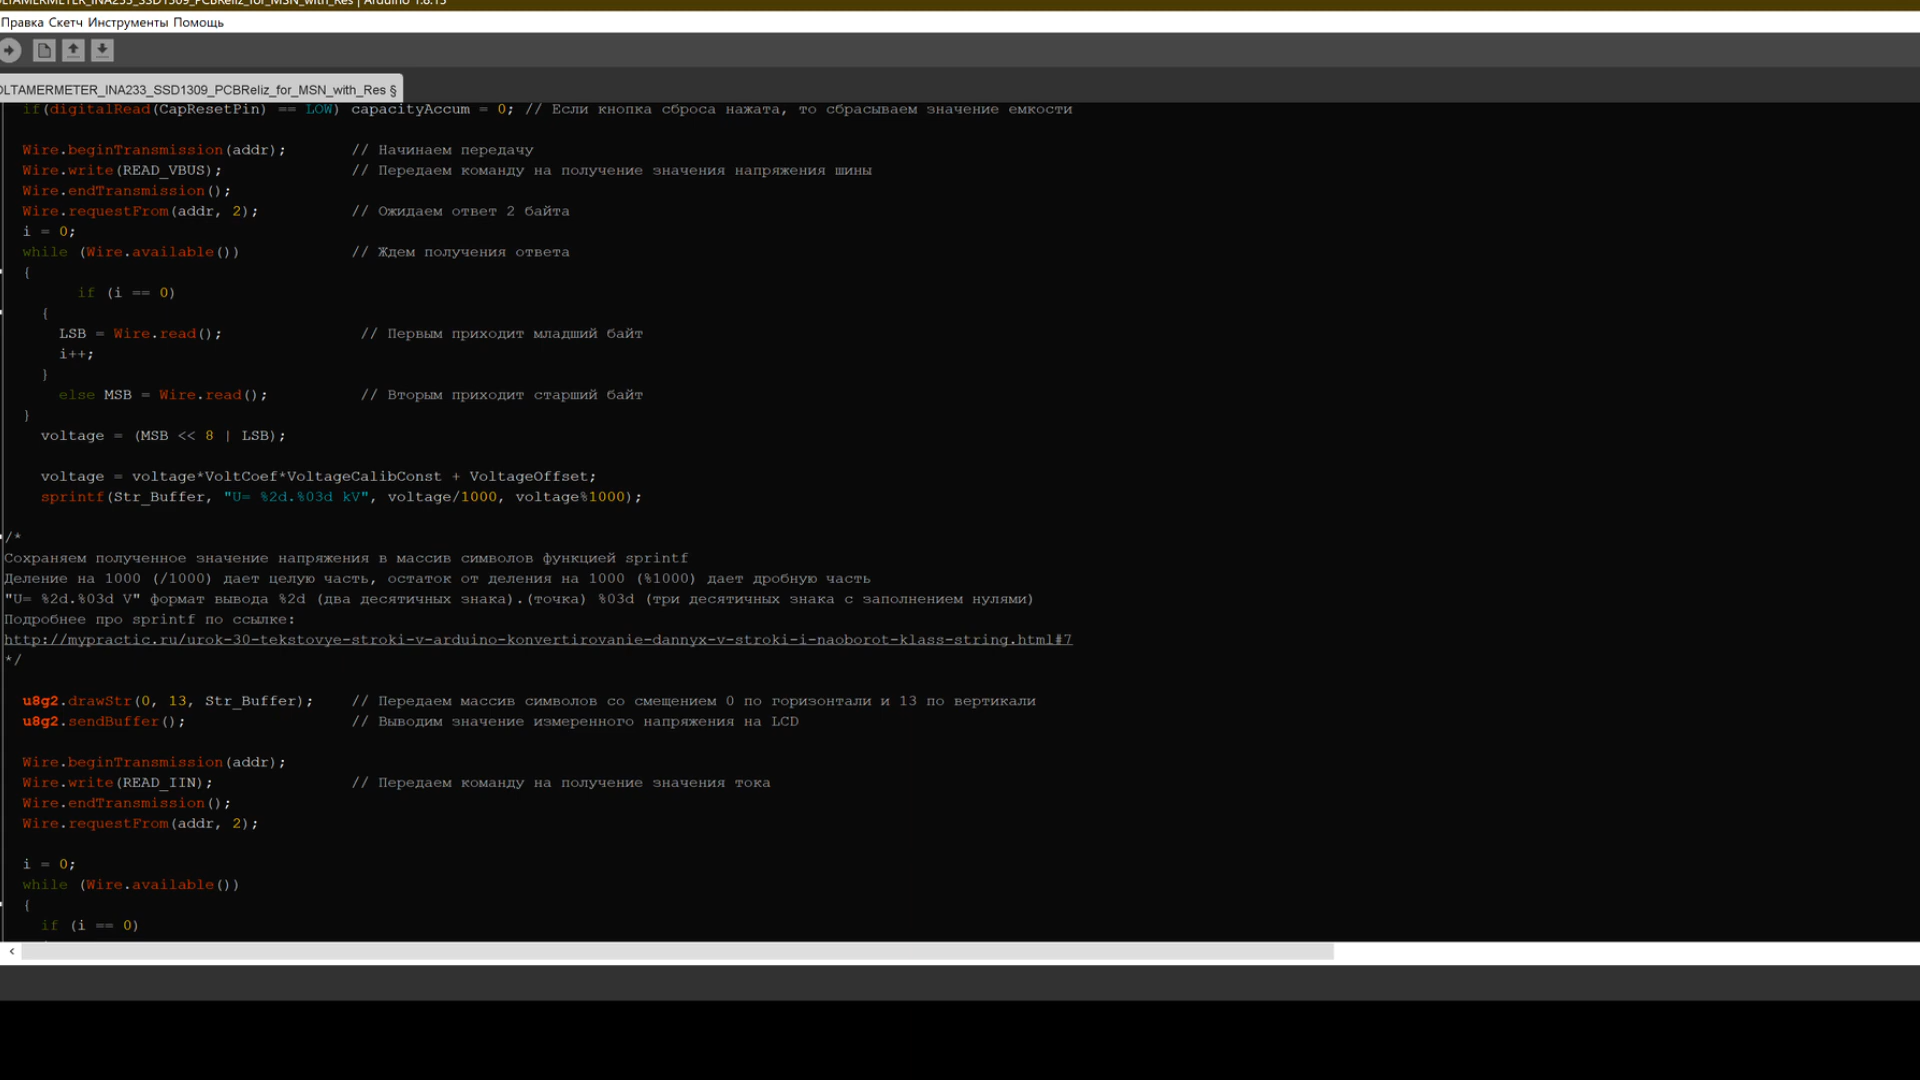 Правка Скетч Инструменты Помощь
OLTAMERMETER_INA233_SSD1309_PCBReliz_for_MSN_with_Res §
if(digitalRead(CapResetPin) == LOW) capacityAccum = 0; // Если кнопка сброса нажата, то сбрасываем значение емкости
Wire.beginTransmission(addr); // Начинаем передачу
Wire.write(READ_VBUS); // Передаем команду на получение значения напряжения шины
Wire.endTransmission();
Wire.requestFrom(addr, 2); // Ожидаем ответ 2 байта
i = 0;
while (Wire.available()) // Ждем получения ответа
{
if (i == 0)
{
LSB = Wire.read(); // Первым приходит младший байт
i++;
}
else MSB = Wire.read(); // Вторым приходит старший байт
}
voltage = (MSB << 8 | LSB);
voltage = voltage*VoltCoef*VoltageCalibConst + VoltageOffset;
sprintf(Str_Buffer, "U= %2d.%03d kV", voltage/1000, voltage%1000);
/*
Сохраняем полученное значение напряжения в массив символов функцией sprintf
Деление на 1000 (/1000) дает целую часть, остаток от деления на 1000 (%1000) дает дробную часть
"U= %2d.%03d V" формат вывода %2d (два десятичных знака).(точка) %03d (три десятичных знака с заполнением нулями)
Подробнее про sprintf по ссылке:
http://mypractic.ru/urok-30-tekstovye-stroki-v-arduino-konvertirovanie-dannyx-v-stroki-i-naoborot-klass-string.html#7
*/
u8g2.drawStr(0, 13, Str_Buffer); // Передаем массив символов со смещением 0 по горизонтали и 13 по вертикали
u8g2.sendBuffer(); // Выводим значение измеренного напряжения на LCD
Wire.beginTransmission(addr);
Wire.write(READ_IIN); // Передаем команду на получение значения тока
Wire.endTransmission();
Wire.requestFrom(addr, 2);
i = 0;
while (Wire.available())
{
if (i == 0)